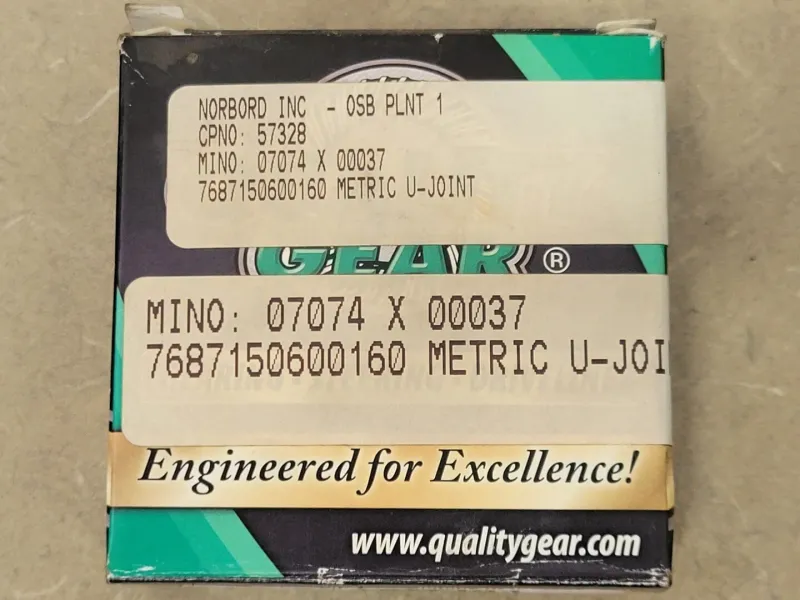 NORBORD INC - OSB PLNT 1
CPNO: 57328
MINO: 07074 X 00037
7687150600160 METRIC U-JOINT
GEAR ®
MINO: 07074 X 00037
7687150600160 METRIC U-JOI
Engineered for Excellence!
www.qualitygear.com